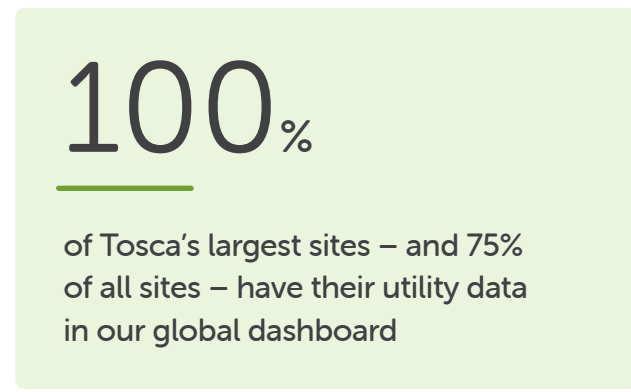 100%
of Tosca’s largest sites – and 75%
of all sites – have their utility data
in our global dashboard